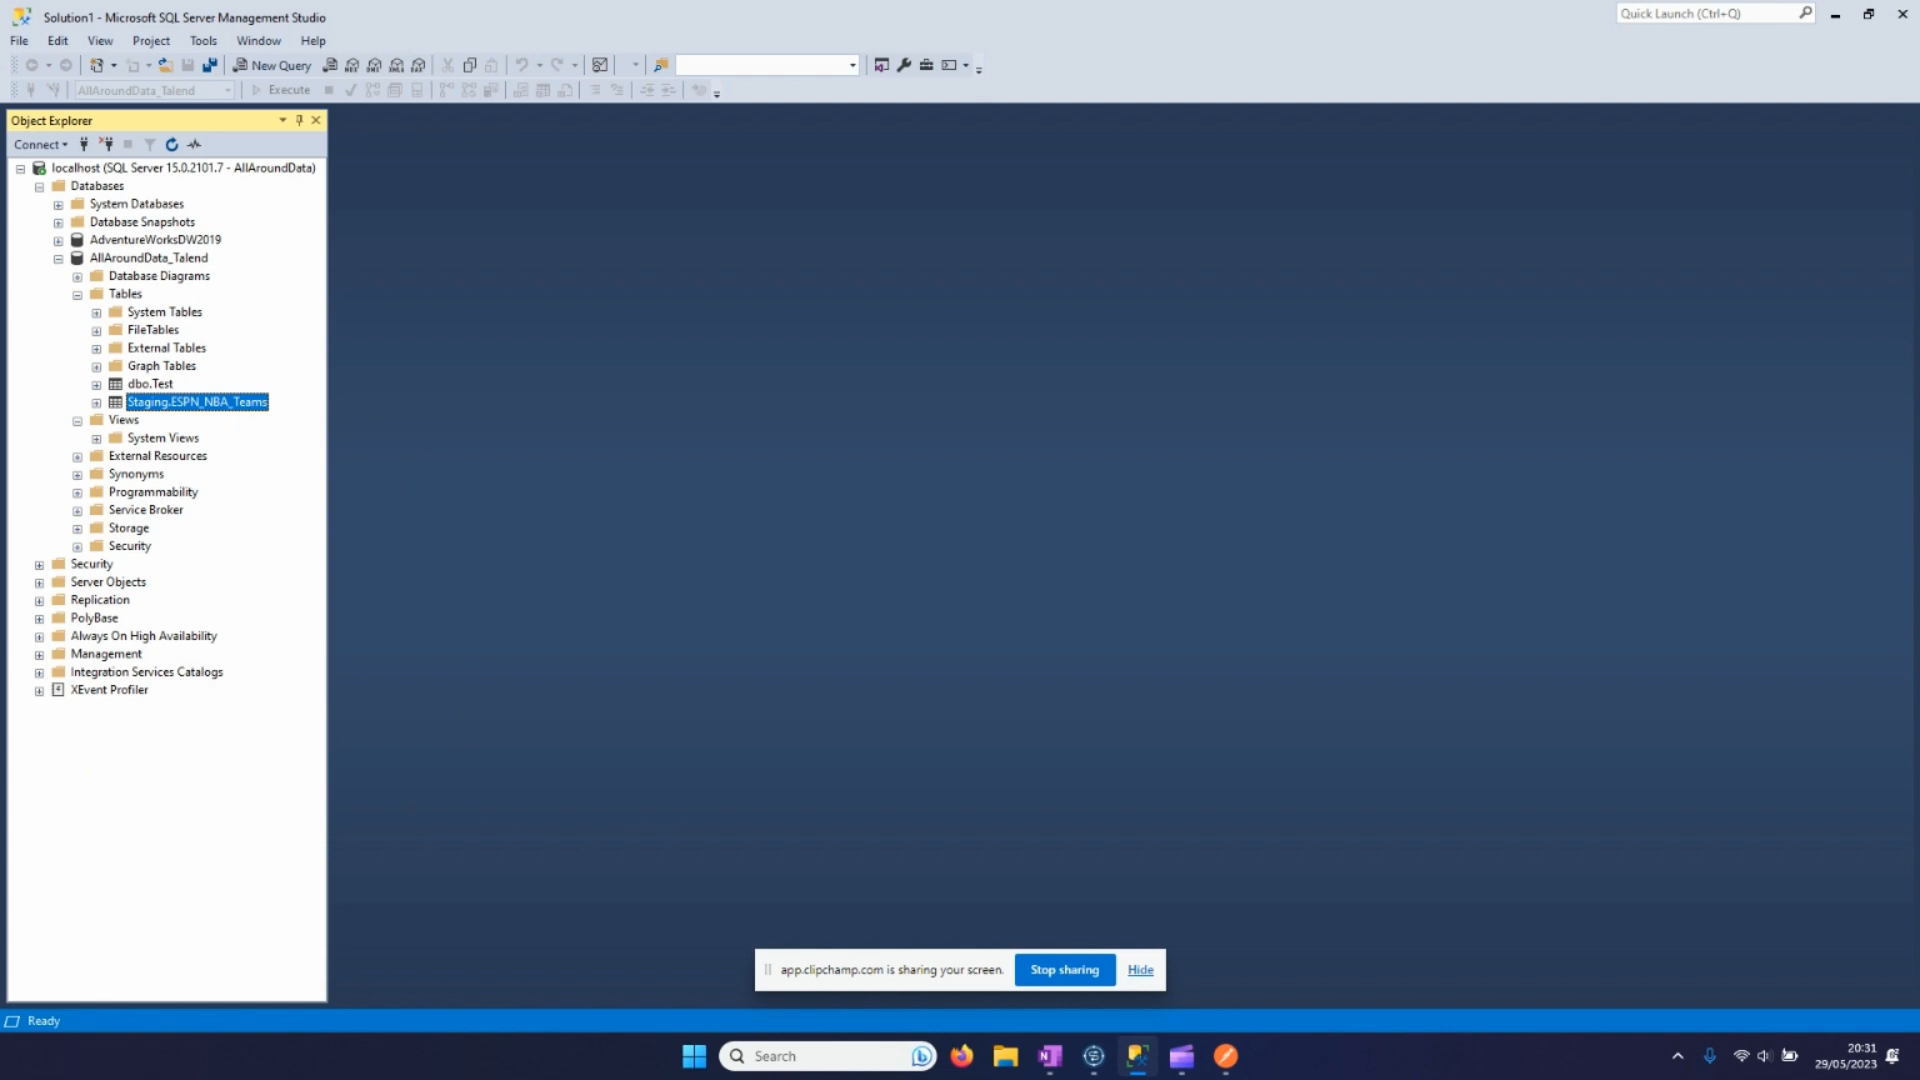 Solution1 - Microsoft SQL Server Management Studio
Quick Launch (Ctrl+Q)
File Edit View Project Tools Window Help
New Query
AllAroundData_Talend Execute
Object Explorer
Connect
localhost (SQL Server 15.0.2101.7 - AllAroundData)
Databases
System Databases
Database Snapshots
AdventureWorksDW2019
AllAroundData_Talend
Database Diagrams
Tables
System Tables
FileTables
External Tables
Graph Tables
dbo.Test
Staging.ESPN_NBA_Teams
Views
System Views
External Resources
Synonyms
Programmability
Service Broker
Storage
Security
Security
Server Objects
Replication
PolyBase
Always On High Availability
Management
Integration Services Catalogs
XEvent Profiler
app.clipchamp.com is sharing your screen. Stop sharing Hide
Ready
Search
20:31
29/05/2023